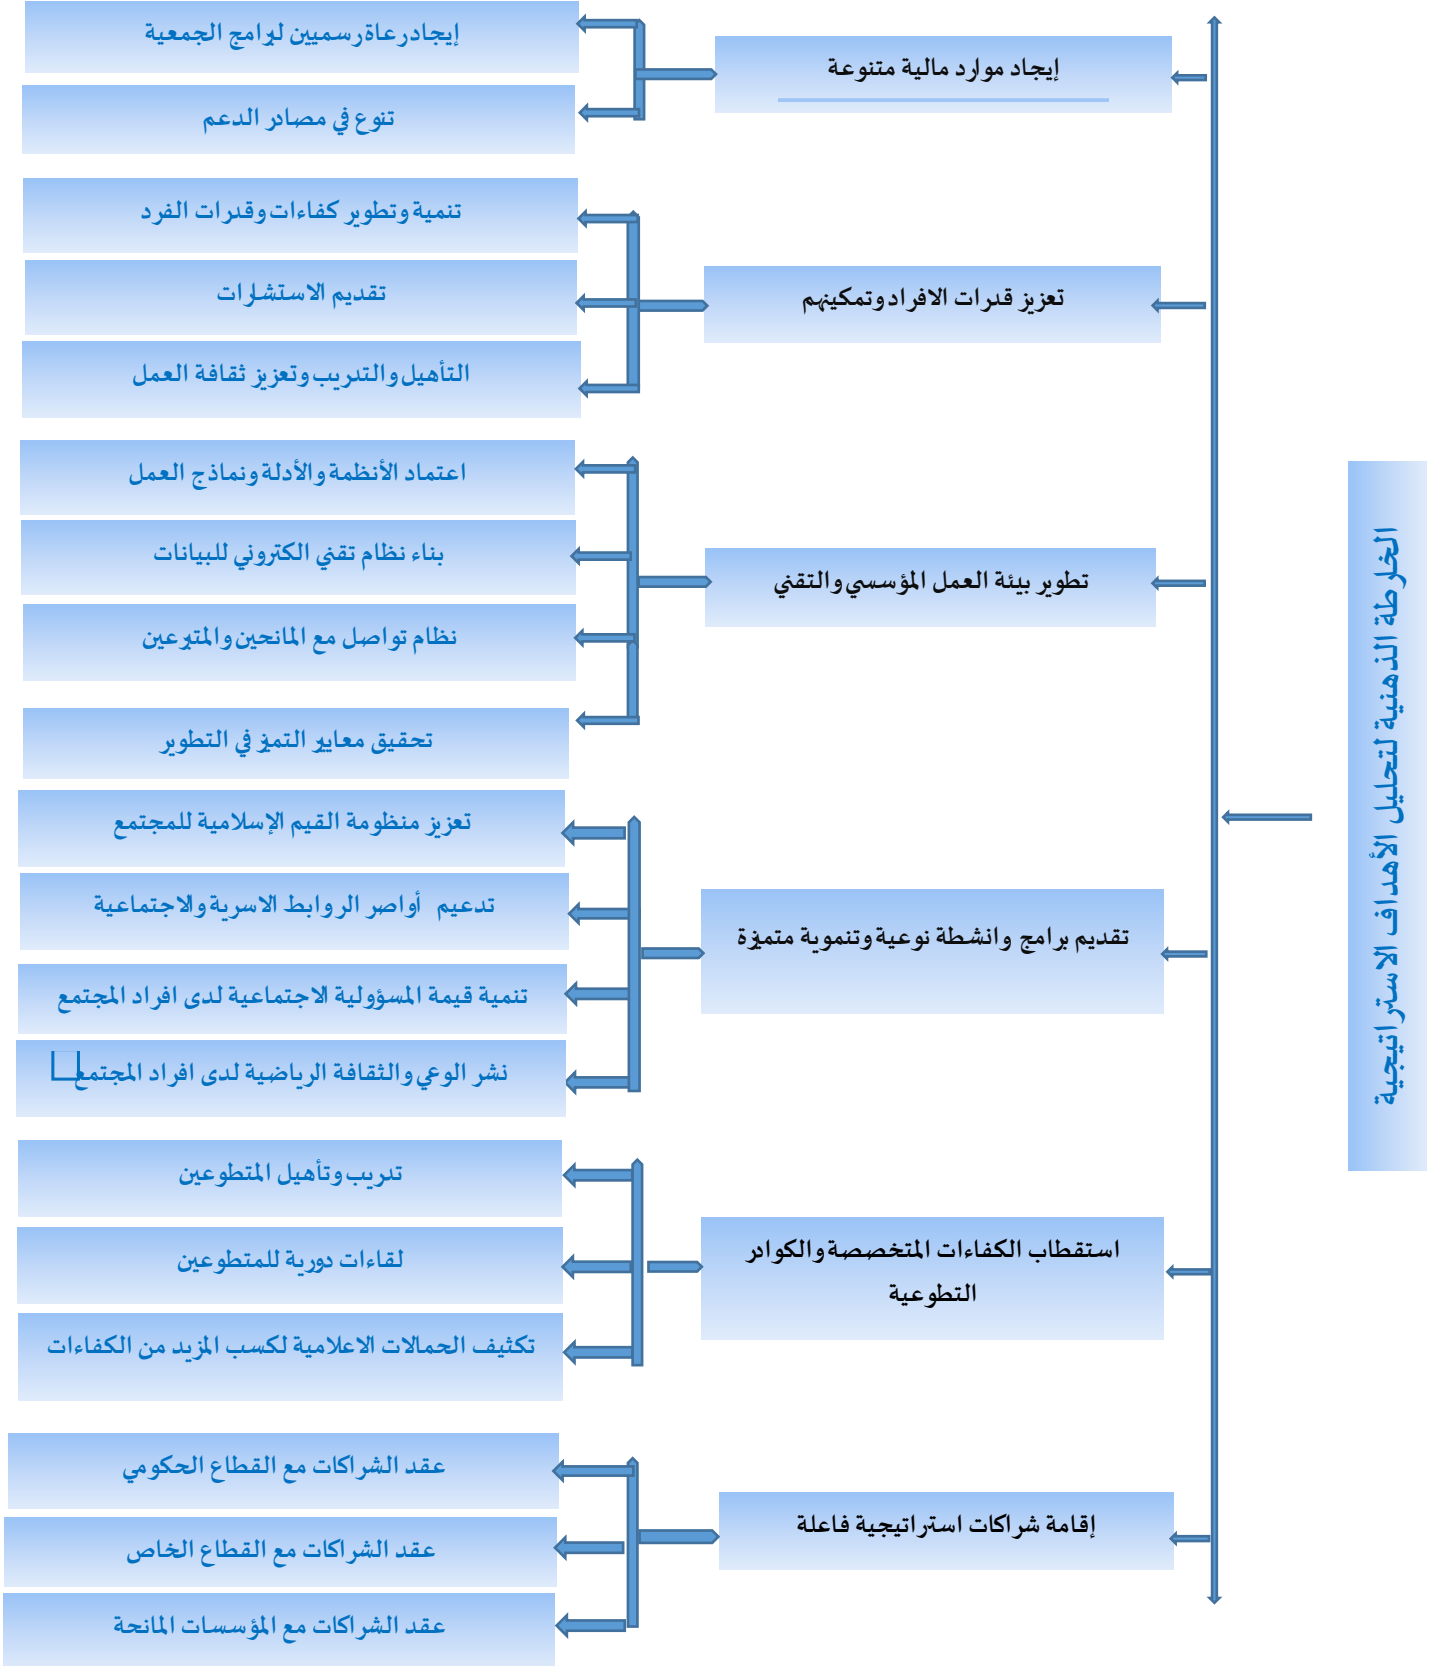 الخارطة الذهنية لتحليل الأهداف الاستراتيجية
إيجاد موارد مالية متنوعة
إيجاد رعاة رسميين لبرامج الجمعية
تنوع في مصادر الدعم
تعزيز قدرات الافراد وتمكينهم
تنمية وتطوير كفاءات وقدرات الفرد
تقديم الاستشارات
التأهيل والتدريب وتعزيز ثقافة العمل
تطوير بيئة العمل المؤسسي والتقني
اعتماد الأنظمة والأدلة ونماذج العمل
بناء نظام تقني الكتروني للبيانات
نظام تواصل مع المانحين والمتبرعين
تحقيق معايير التميز في التطوير
تقديم برامج وانشطة نوعية وتنموية متميزة
تعزيز منظومة القيم الإسلامية للمجتمع
تدعيم أواصر الروابط الاسرية والاجتماعية
تنمية قيمة المسؤولية الاجتماعية لدى افراد المجتمع
نشر الوعي والثقافة الرياضية لدى افراد المجتمع
استقطاب الكفاءات المتخصصة والكوادر
التطوعية
تدريب وتأهيل المتطوعين
لقاءات دورية للمتطوعين
تكثيف الحمالات الاعلامية لكسب المزيد من الكفاءات
إقامة شراكات استراتيجية فاعلة
عقد الشراكات مع القطاع الحكومي
عقد الشراكات مع القطاع الخاص
عقد الشراكات مع المؤسسات المانحة